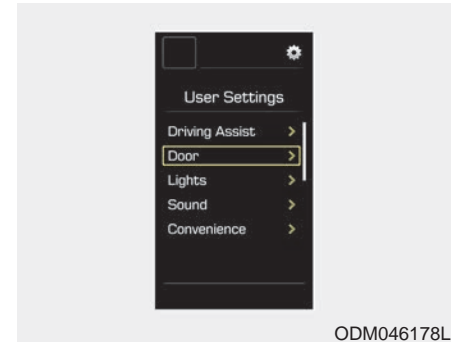 User Settings
Driving Assist >
Door >
Lights >
Sound >
Convenience >
ODM046178L